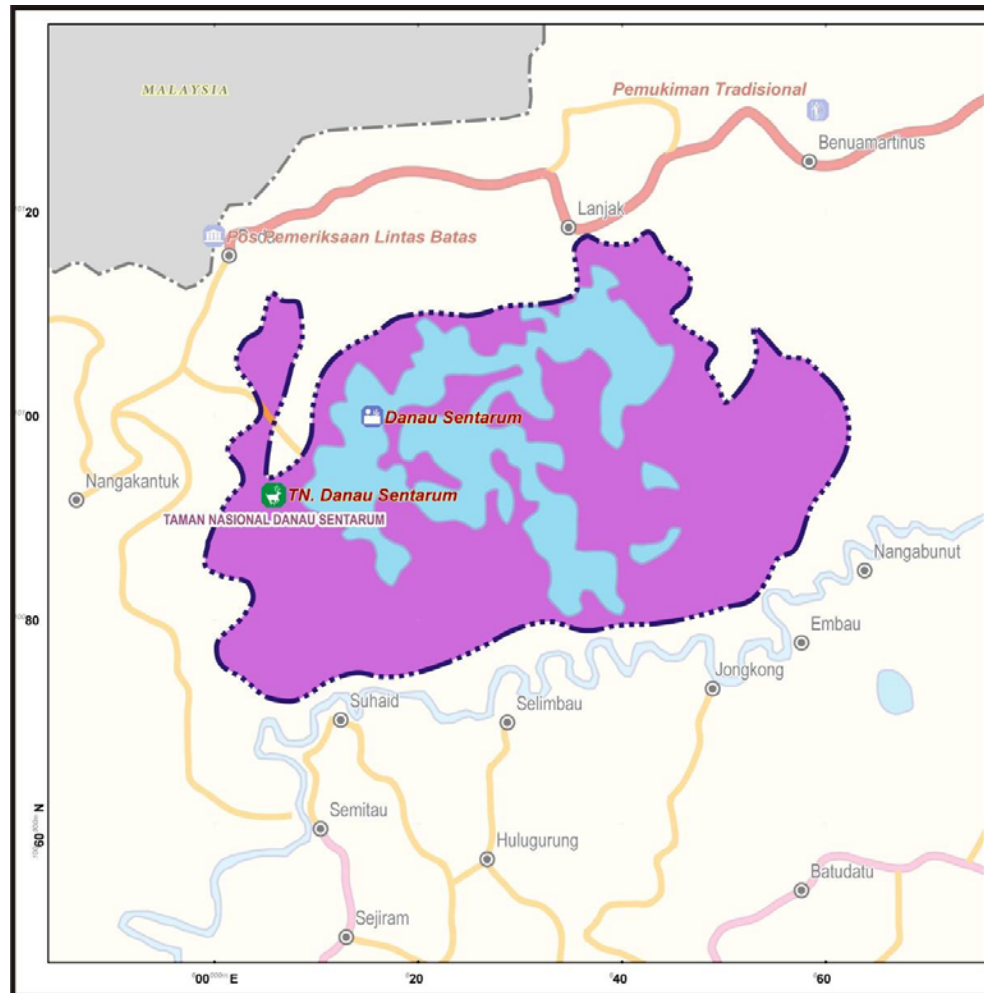 MALAYSIA
Pemukiman Tradisional
Benuamartinus
Lanjak
20
Pos Pemeriksaan Lintas Batas
00
Danau Sentarum
Nangakantuk
TN. Danau Sentarum
TAMAN NASIONAL DANAU SENTARUM
Nangabunut
80
Embau
Jongkong
Suhaid
Selimbau
Semitau
60 N
Hulugurung
Batudatu
Sejiram
00 E
20
40
60